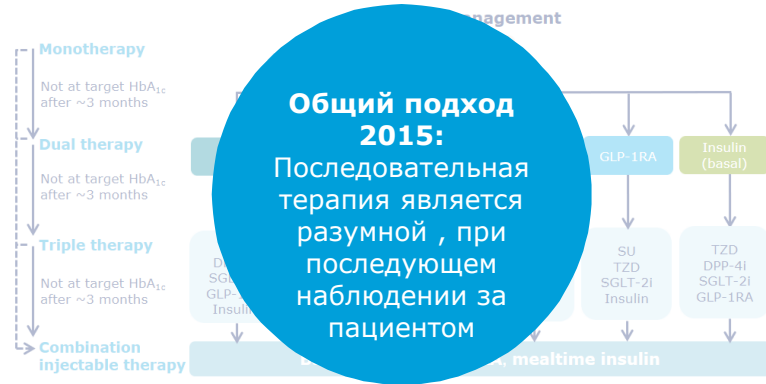 nagement
Monotherapy
Not at target HbA1c
after ~3 months
Общий подход
2015:
Последовательная
терапия является
разумной , при
последующем
наблюдении за
пациентом
Dual therapy
GLP-1RA
Insulin
(basal)
Not at target HbA1c
after ~3 months
Triple therapy
SU
TZD
SGLT-2i
Insulin
TZD
DPP-4i
SGLT-2i
GLP-1RA
Not at target HbA1c
after ~3 months
Combination
injectable therapy
mealtime insulin